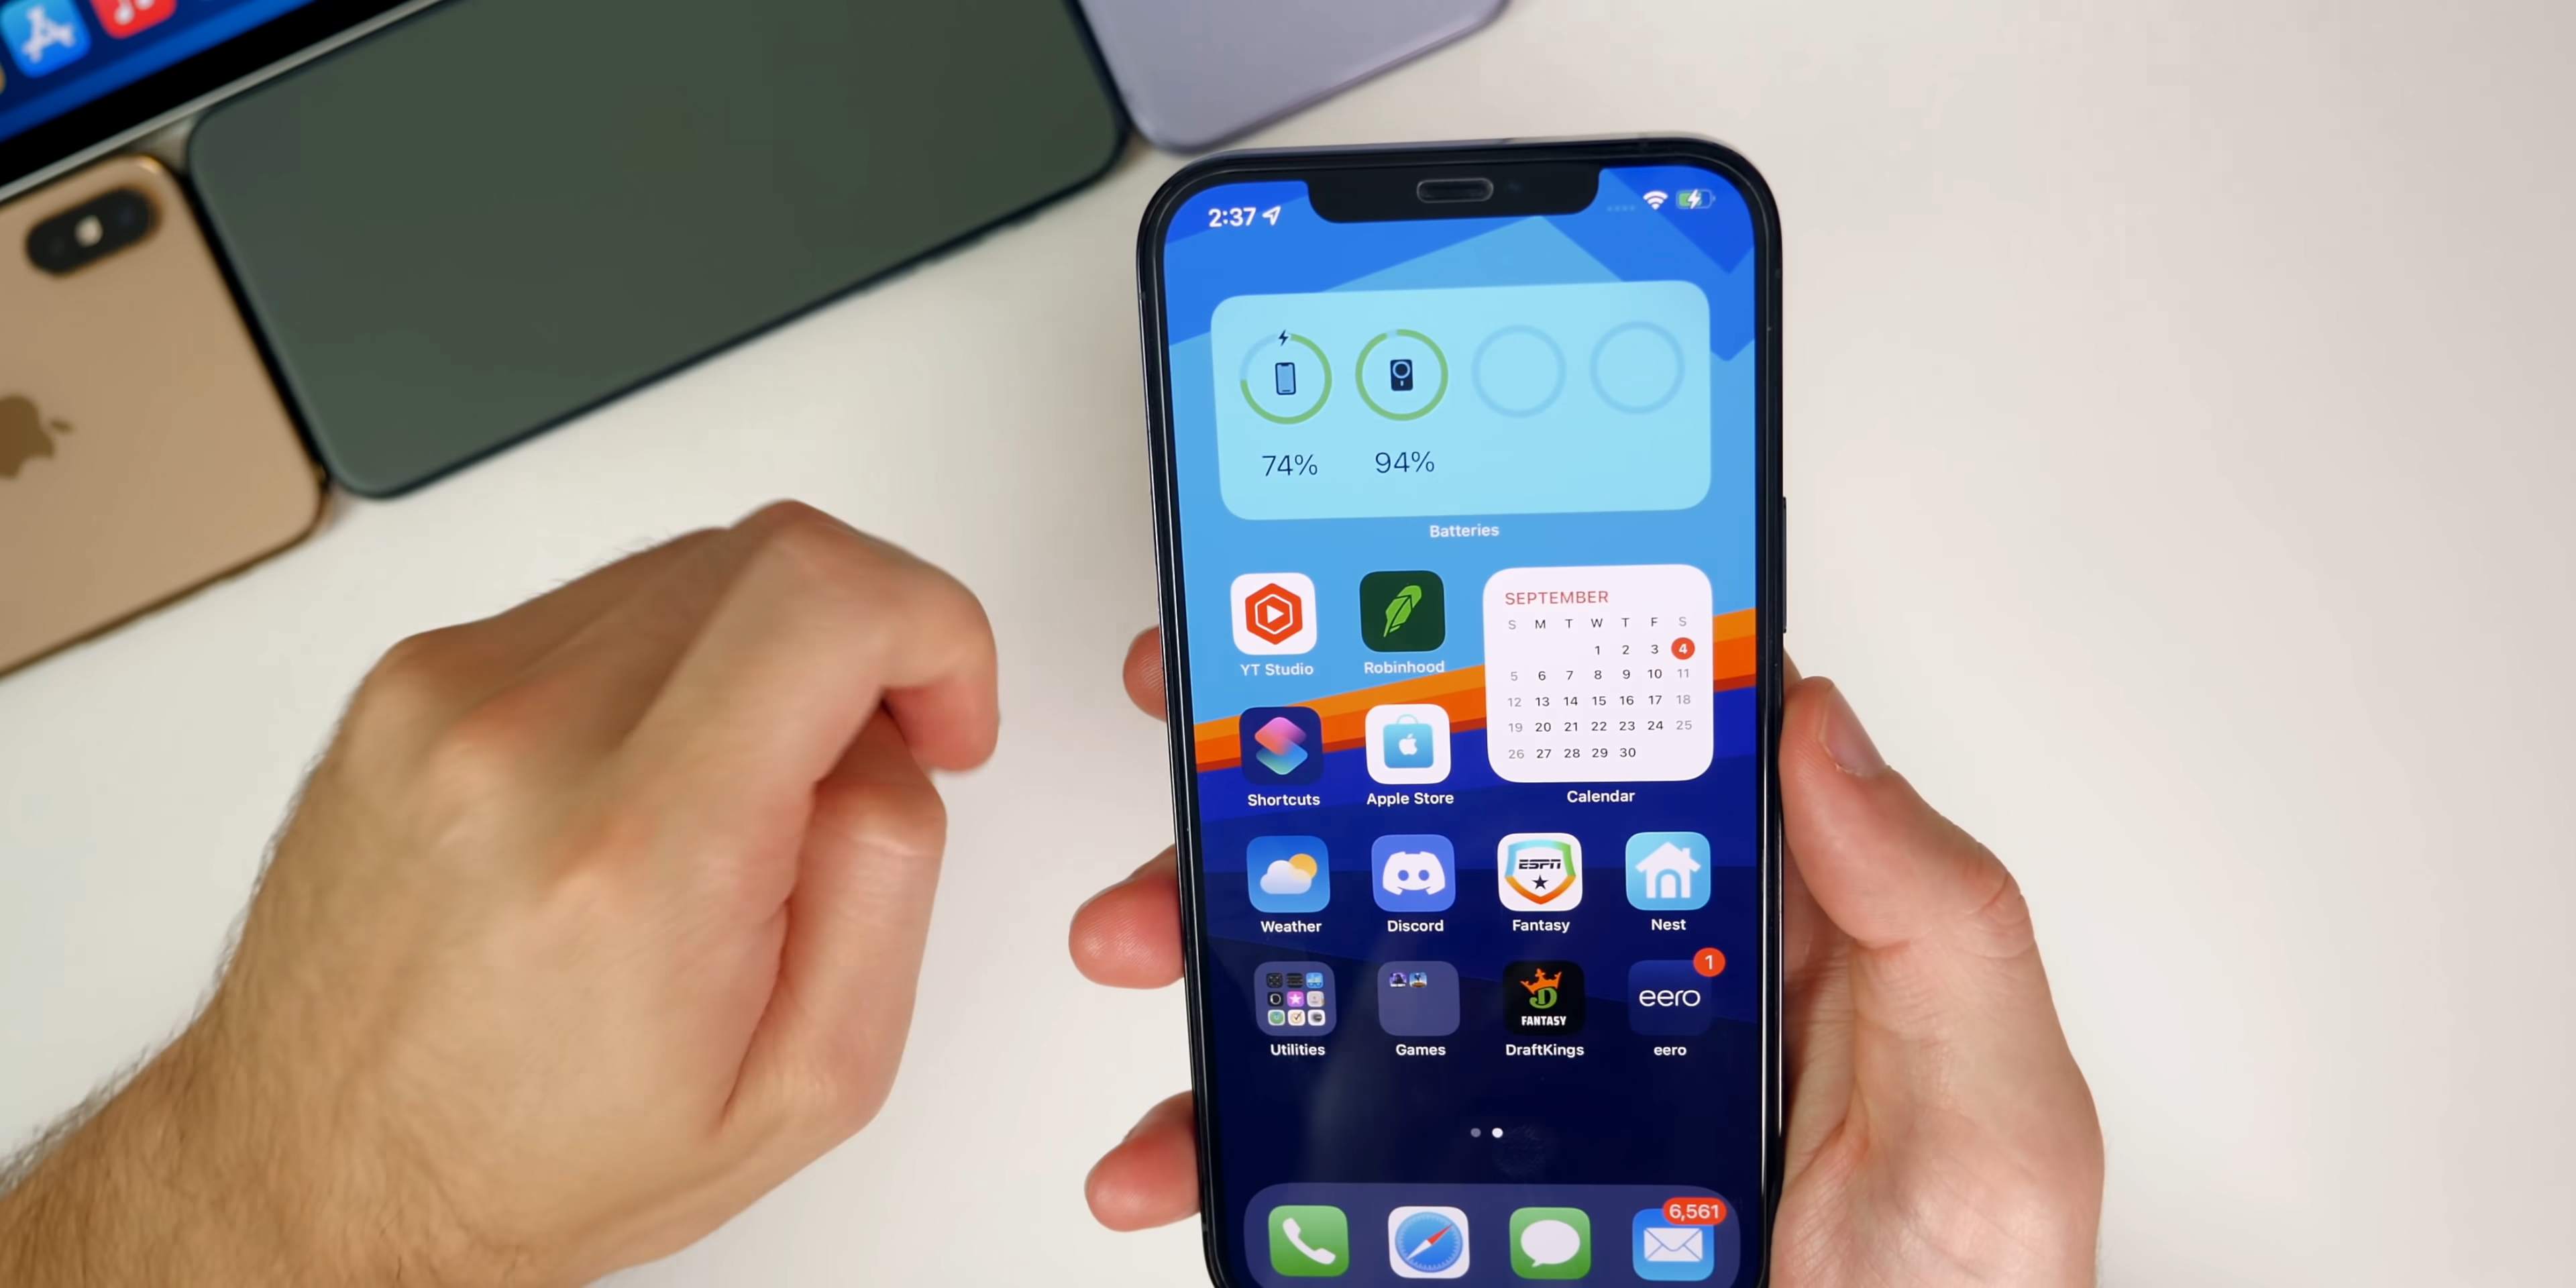 2:37
74% 94%
Batteries
YT Studio Robinhood
SEPTEMBER
S M T W T F S
1 2 3 4
5 6 7 8 9 10 11
12 13 14 15 16 17 18
19 20 21 22 23 24 25
26 27 28 29 30
Shortcuts Apple Store Calendar
ESPN
Weather Discord Fantasy Nest
1
eero
FANTASY
Utilities Games DraftKings eero
6,561